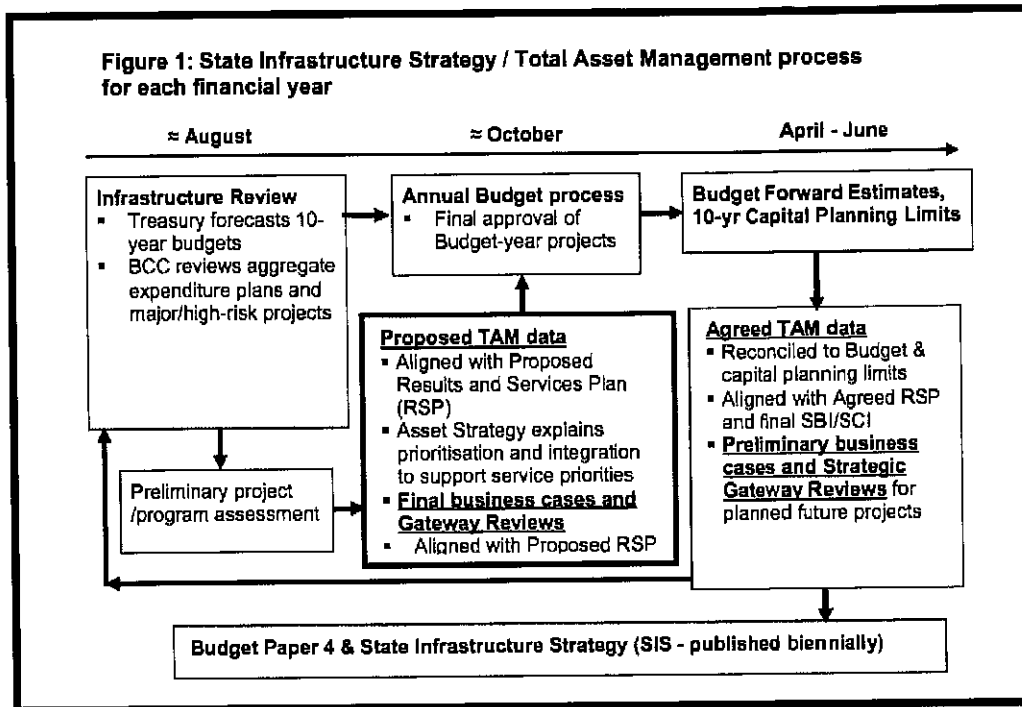 Figure 1: State Infrastructure Strategy / Total Asset Management process
for each financial year
≈ August
≈ October
April - June
Infrastructure Review
▪ Treasury forecasts 10-
year budgets
▪ BCC reviews aggregate
expenditure plans and
major/high-risk projects
Annual Budget process
▪ Final approval of
Budget-year projects
Budget Forward Estimates,
10-yr Capital Planning Limits
Preliminary project
/program assessment
Proposed TAM data
▪ Aligned with Proposed
Results and Services Plan
(RSP)
▪ Asset Strategy explains
prioritisation and integration
to support service priorities
▪ Final business cases and
Gateway Reviews
▪ Aligned with Proposed RSP
Agreed TAM data
▪ Reconciled to Budget &
capital planning limits
▪ Aligned with Agreed RSP
and final SBI/SCI
▪ Preliminary business
cases and Strategic
Gateway Reviews for
planned future projects
Budget Paper 4 & State Infrastructure Strategy (SIS - published biennially)